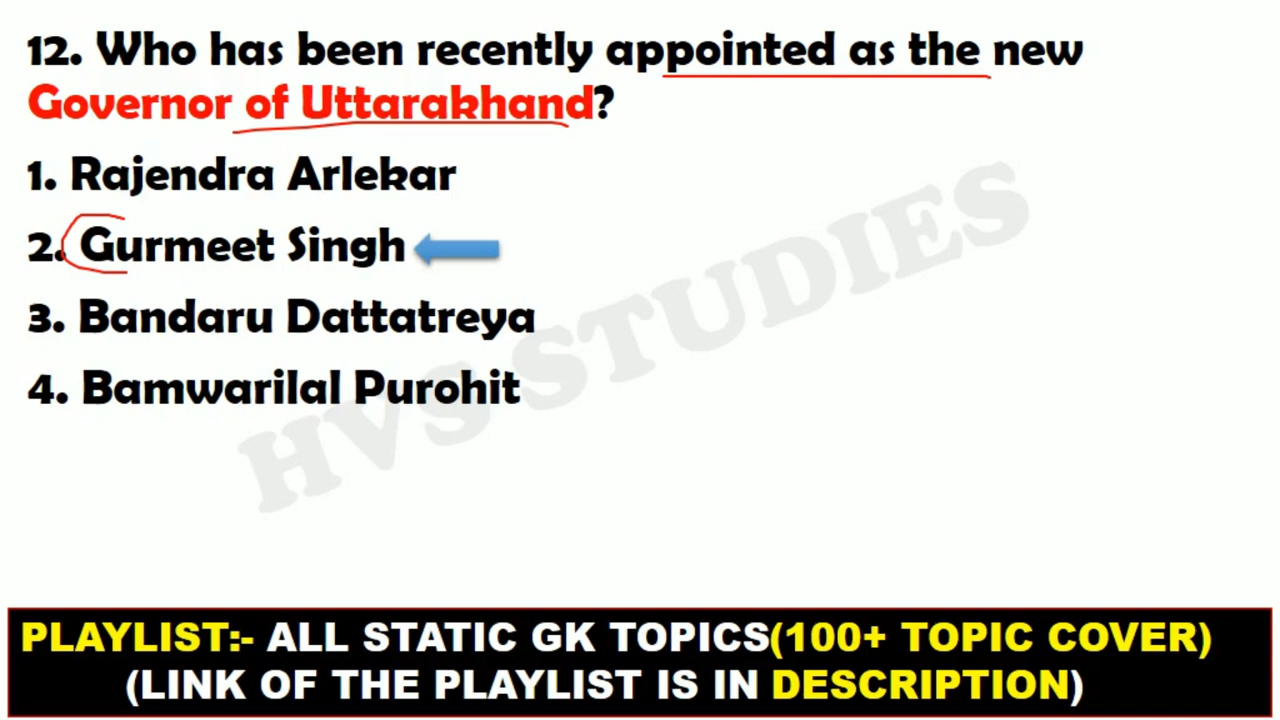 12. Who has been recently appointed as the new
Governor of Uttarakhand?
1. Rajendra Arlekar
2. Gurmeet Singh
3. Bandaru Dattatreya
4. Bamwarilal Purohit
HVS STUDIES
PLAYLIST:- ALL STATIC GK TOPICS(100+ TOPIC COVER)
(LINK OF THE PLAYLIST IS IN DESCRIPTION)